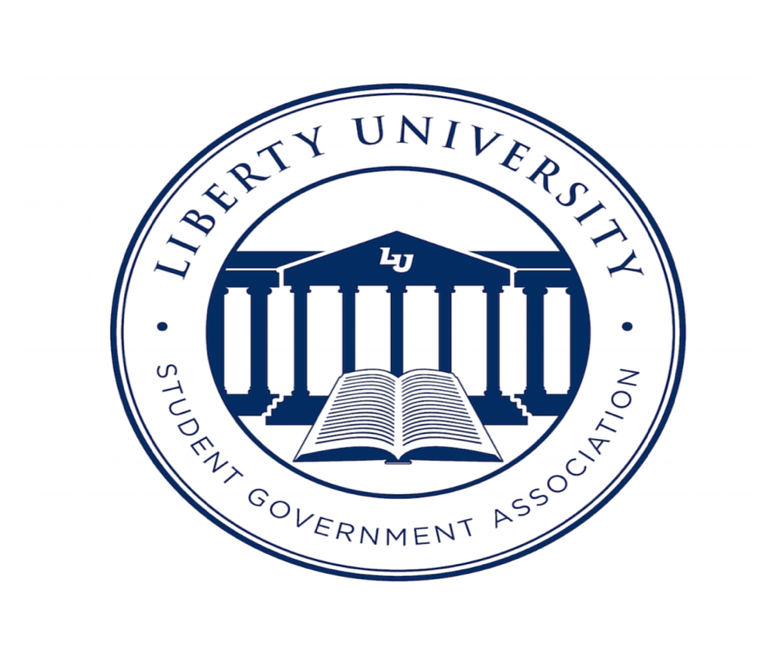 LIBERTY UNIVERSITY
LU
STUDENT GOVERNMENT ASSOCIATION